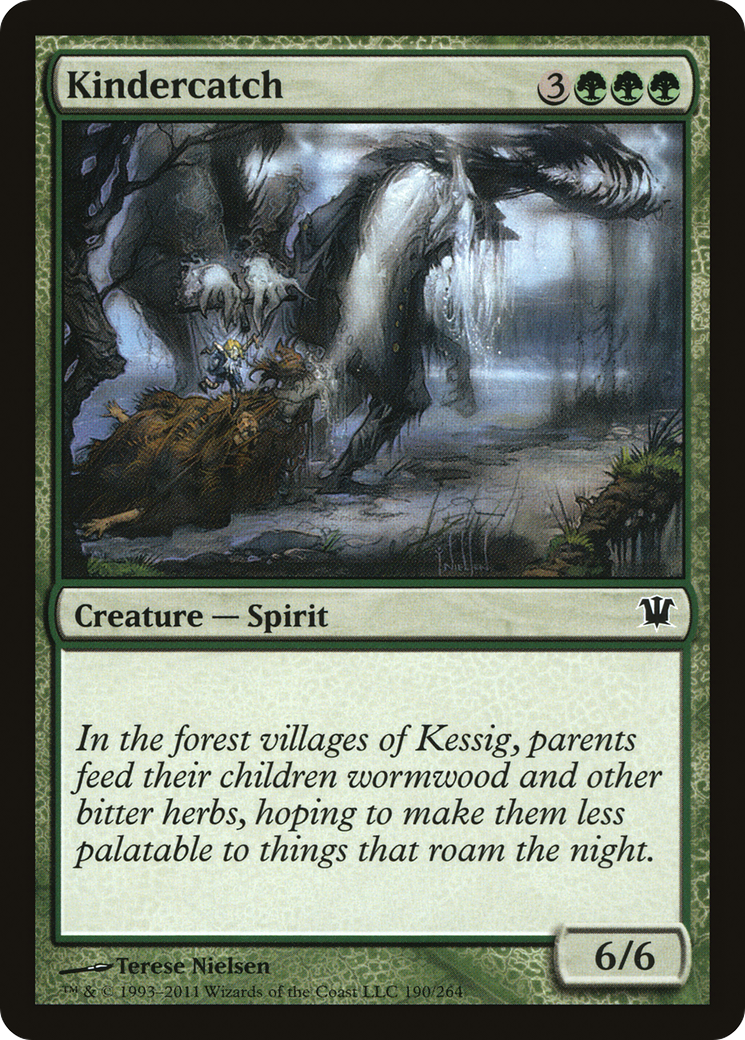 Kindercatch 3
NIELSEN
Creature — Spirit
In the forest villages of Kessig, parents
feed their children wormwood and other
bitter herbs, hoping to make them less
palatable to things that roam the night.
6/6
Terese Nielsen
™ & © 1993–2011 Wizards of the Coast LLC 190/264